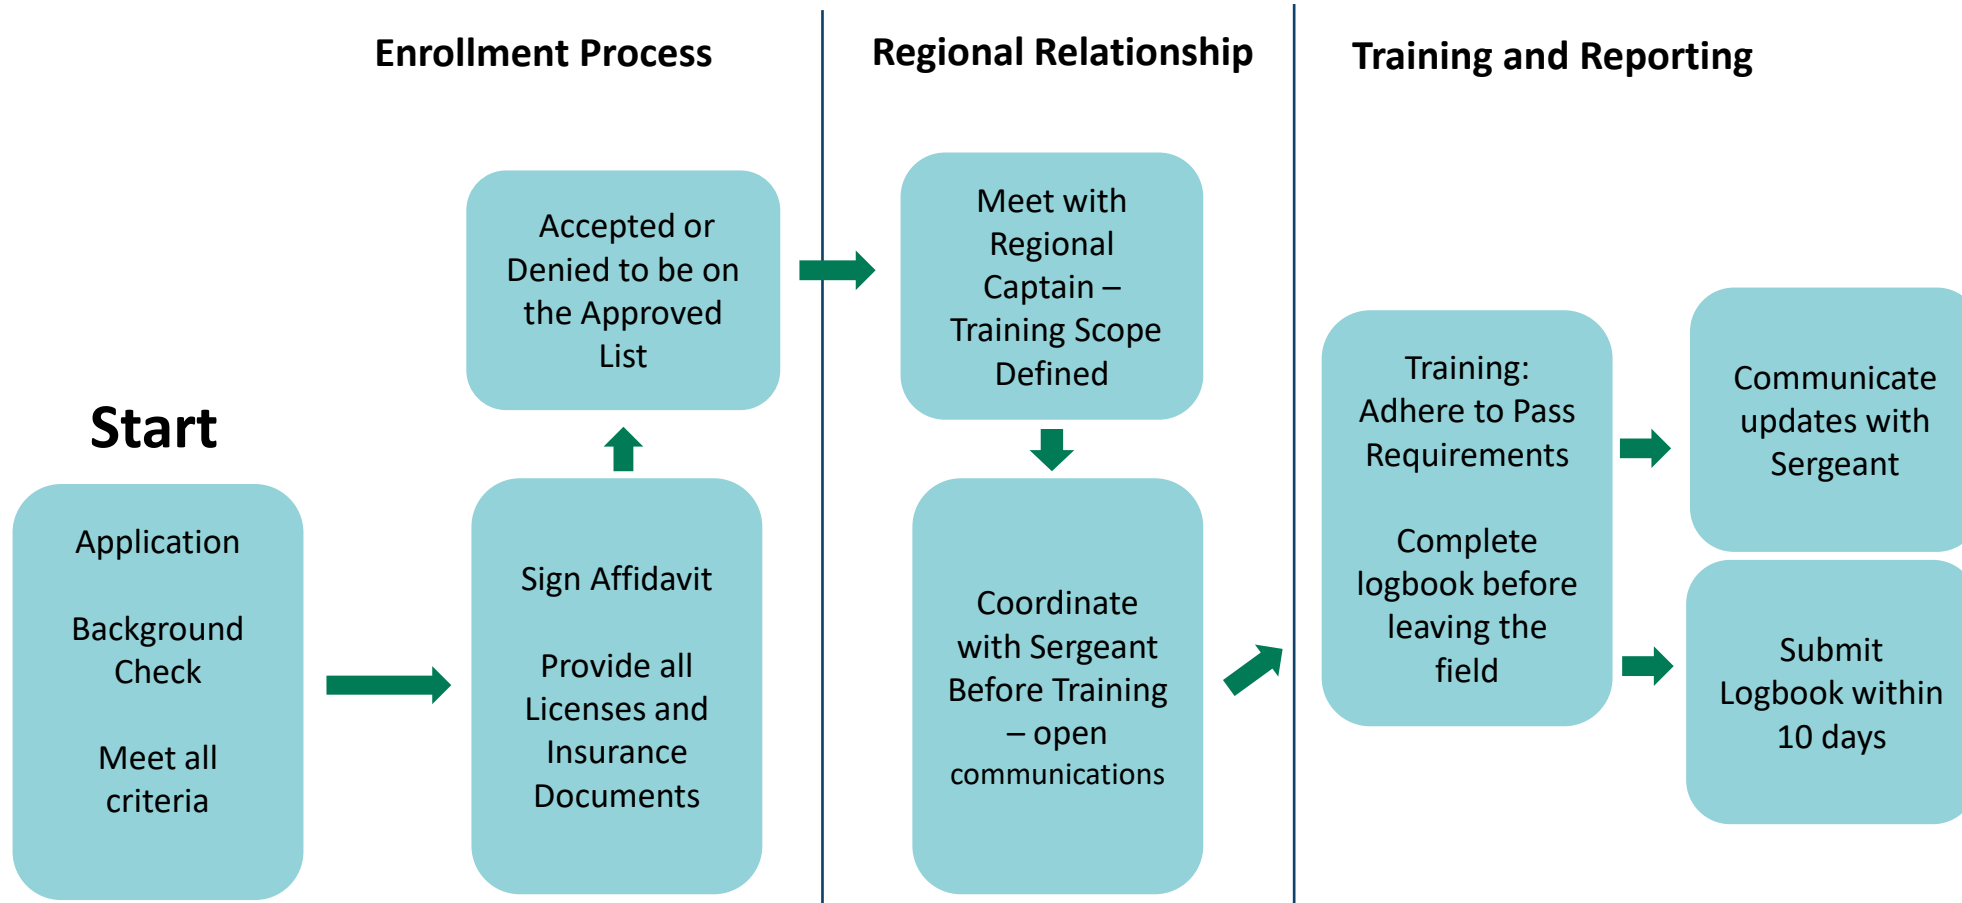 Enrollment Process
Regional Relationship
Training and Reporting
Start
Application
Background
Check
Meet all
criteria
Sign Affidavit
Provide all
Licenses and
Insurance
Documents
Accepted or
Denied to be on
the Approved
List
Meet with
Regional
Captain –
Training Scope
Defined
Coordinate
with Sergeant
Before Training
– open
communications
Training:
Adhere to Pass
Requirements
Complete
logbook before
leaving the
field
Communicate
updates with
Sergeant
Submit
Logbook within
10 days